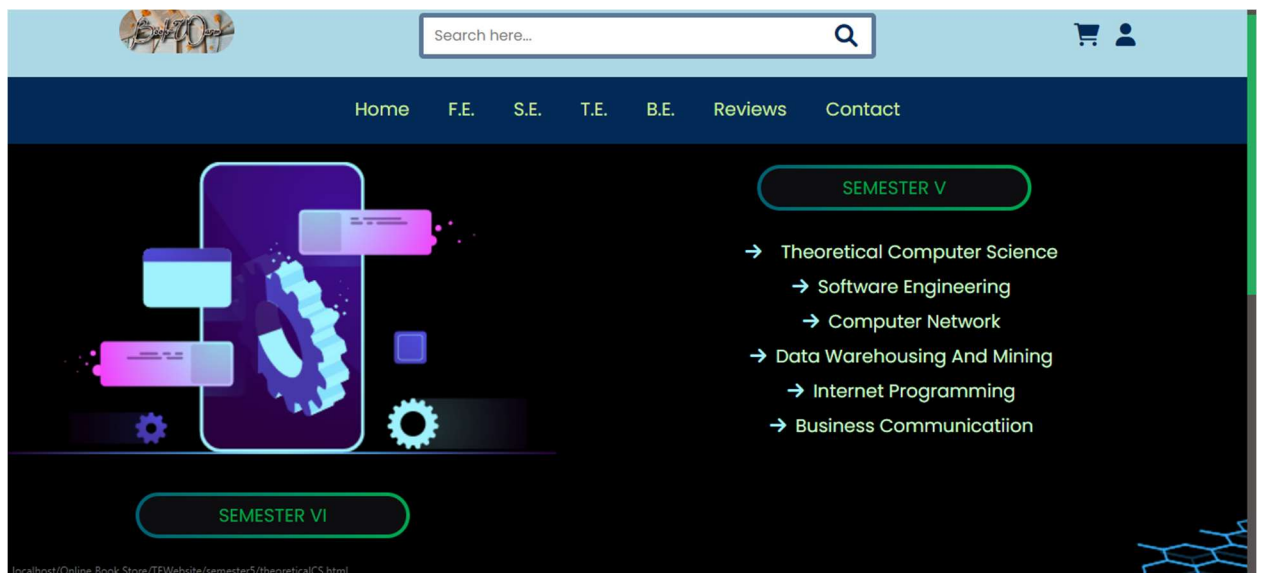 Search here...
Home F.E. S.E. T.E. B.E. Reviews Contact
SEMESTER V
Theoretical Computer Science
Software Engineering
Computer Network
Data Warehousing And Mining
Internet Programming
Business Communicatiion
SEMESTER VI
localhost/Online Book Store/TEWebsite/semester5/theoreticalCS.html